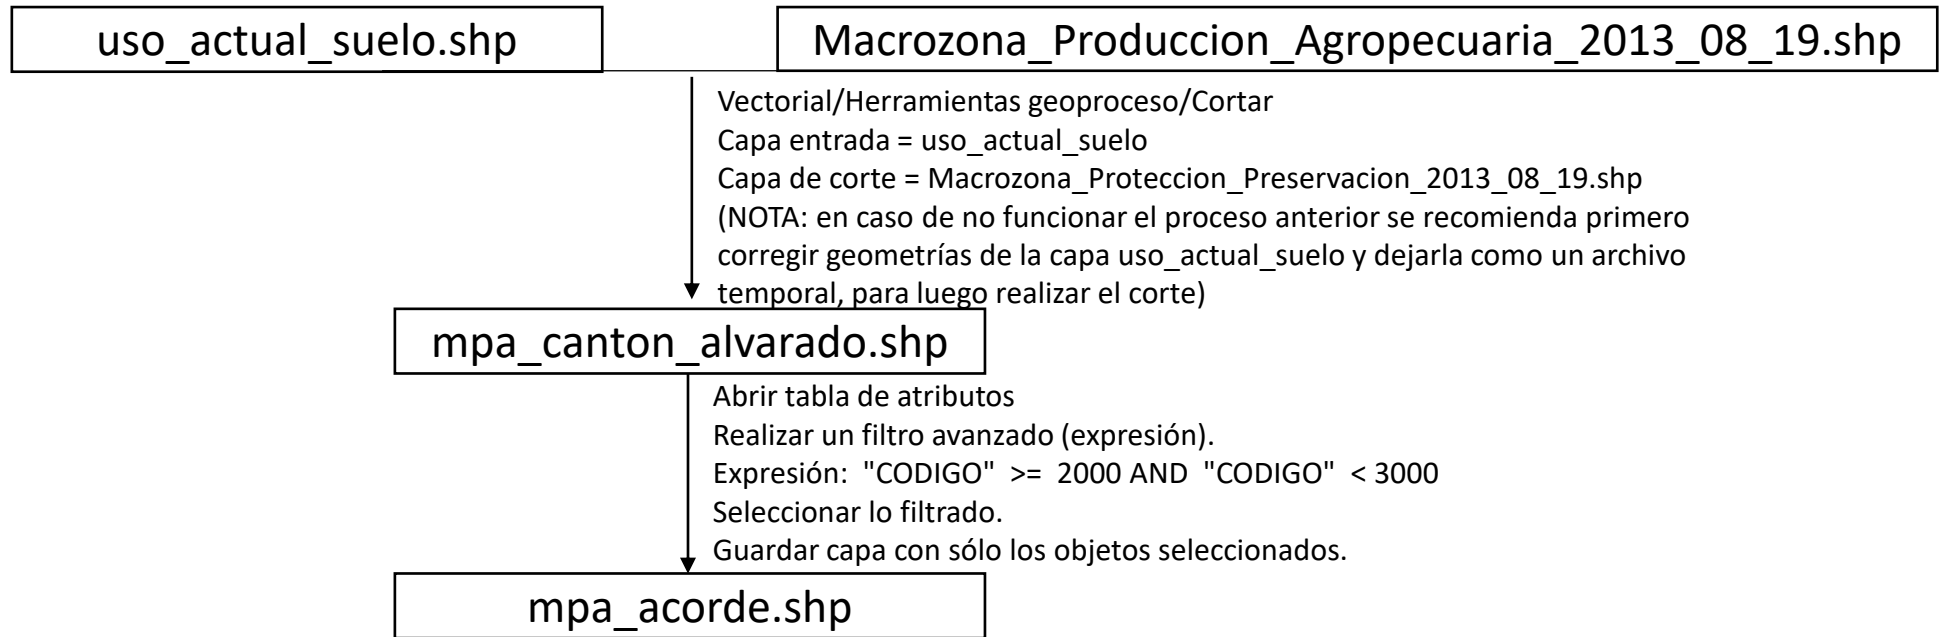 uso_actual_suelo.shp
Macrozona_Produccion_Agropecuaria_2013_08_19.shp
Vectorial/Herramientas geoproceso/Cortar
Capa entrada = uso_actual_suelo
Capa de corte = Macrozona_Proteccion_Preservacion_2013_08_19.shp
(NOTA: en caso de no funcionar el proceso anterior se recomienda primero
corregir geometrías de la capa uso_actual_suelo y dejarla como un archivo
temporal, para luego realizar el corte)
mpa_canton_alvarado.shp
Abrir tabla de atributos
Realizar un filtro avanzado (expresión).
Expresión:  "CODIGO"  >=  2000 AND  "CODIGO"  < 3000
Seleccionar lo filtrado.
Guardar capa con sólo los objetos seleccionados.
mpa_acorde.shp